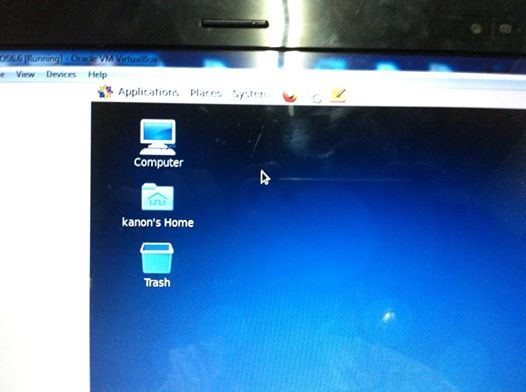 OS6.6 [Running] - Oracle VM VirtualBox
View Devices Help
Applications Places System
Computer
kanon's Home
Trash